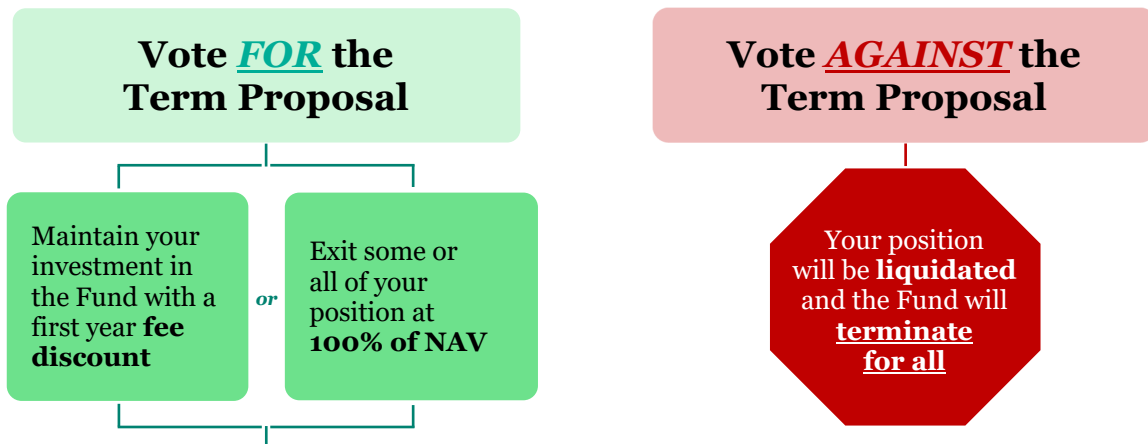 Vote FOR the
Term Proposal
Maintain your
investment in
the Fund with a
first year fee
discount
or
Exit some or
all of your
position at
100% of NAV
Vote AGAINST the
Term Proposal
Your position
will be liquidated
and the Fund will
terminate
for all